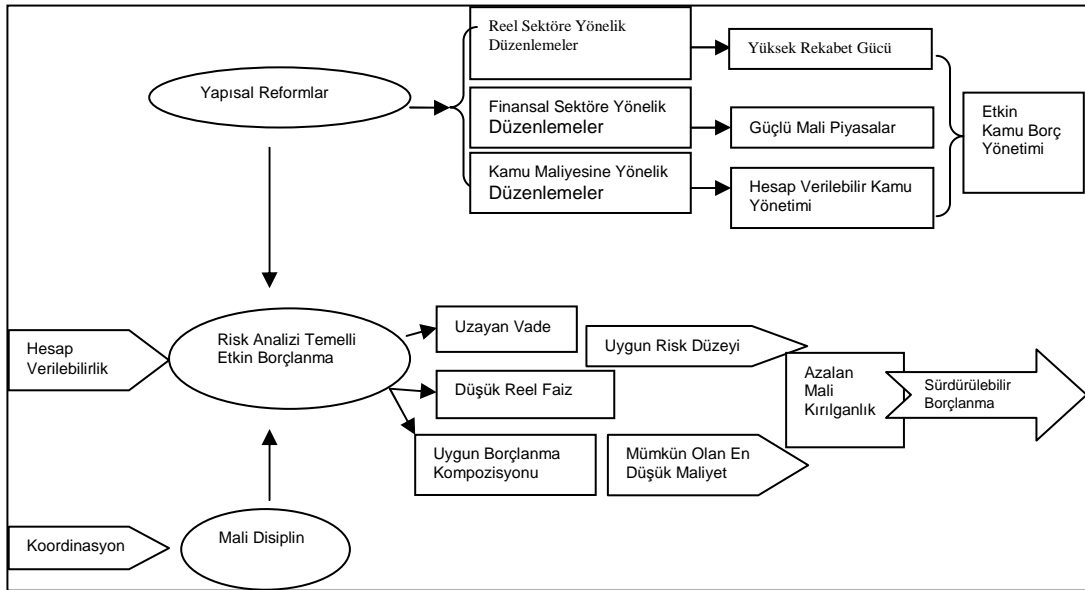 Reel Sektöre Yönelik
Düzenlemeler
Yüksek Rekabet Gücü
Yapısal Reformlar
Finansal Sektöre Yönelik
Düzenlemeler
Güçlü Mali Piyasalar
Etkin
Kamu Borç
Yönetimi
Kamu Maliyesine Yönelik
Düzenlemeler
Hesap Verilebilir Kamu
Yönetimi
Hesap
Verilebilirlik
Risk Analizi Temelli
Etkin Borçlanma
Uzayan Vade
Uygun Risk Düzeyi
Düşük Reel Faiz
Azalan
Mali
Kırılganlık
Sürdürülebilir
Borçlanma
Uygun Borçlanma
Kompozisyonu
Mümkün Olan En
Düşük Maliyet
Koordinasyon
Mali Disiplin